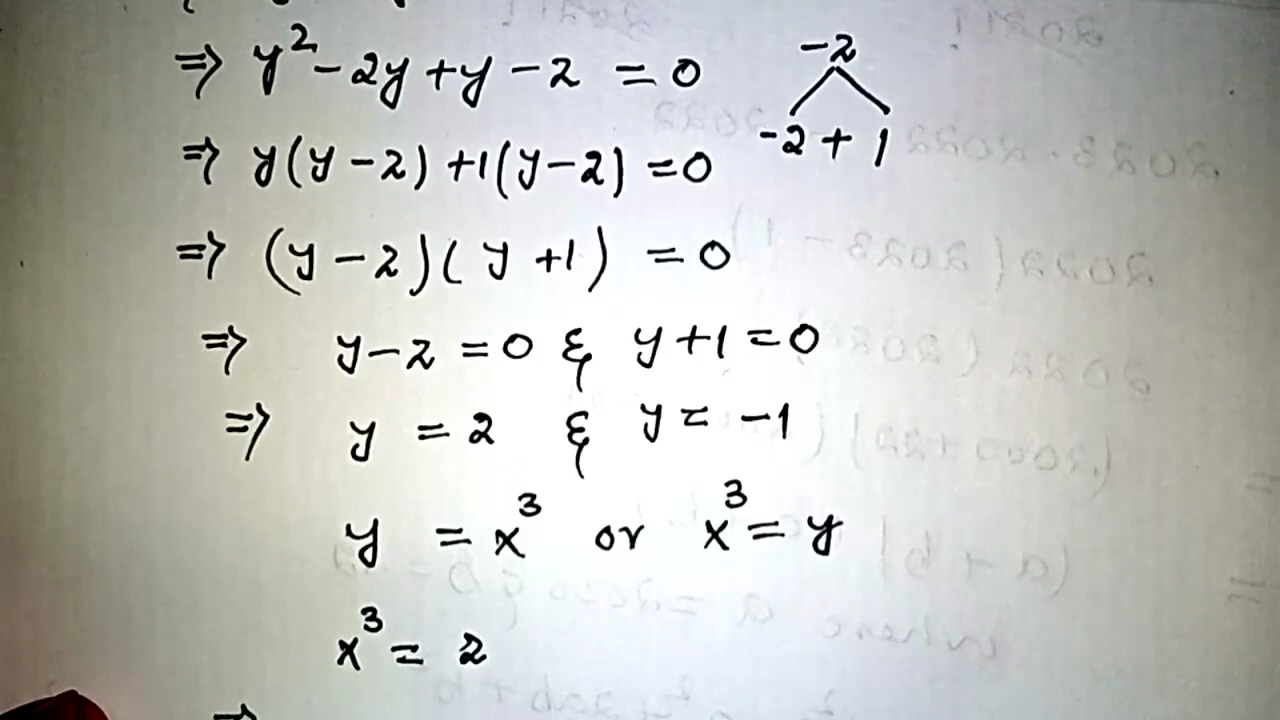 ⇒ y² - 2y + y - 2 = 0
-2
-2 + 1
⇒ y(y - 2) + 1(y - 2) = 0
⇒ (y - 2)(y + 1) = 0
⇒ y - 2 = 0 & y + 1 = 0
⇒ y = 2 & y = -1
y = x³ or x³ = y
x³ = 2
⇒